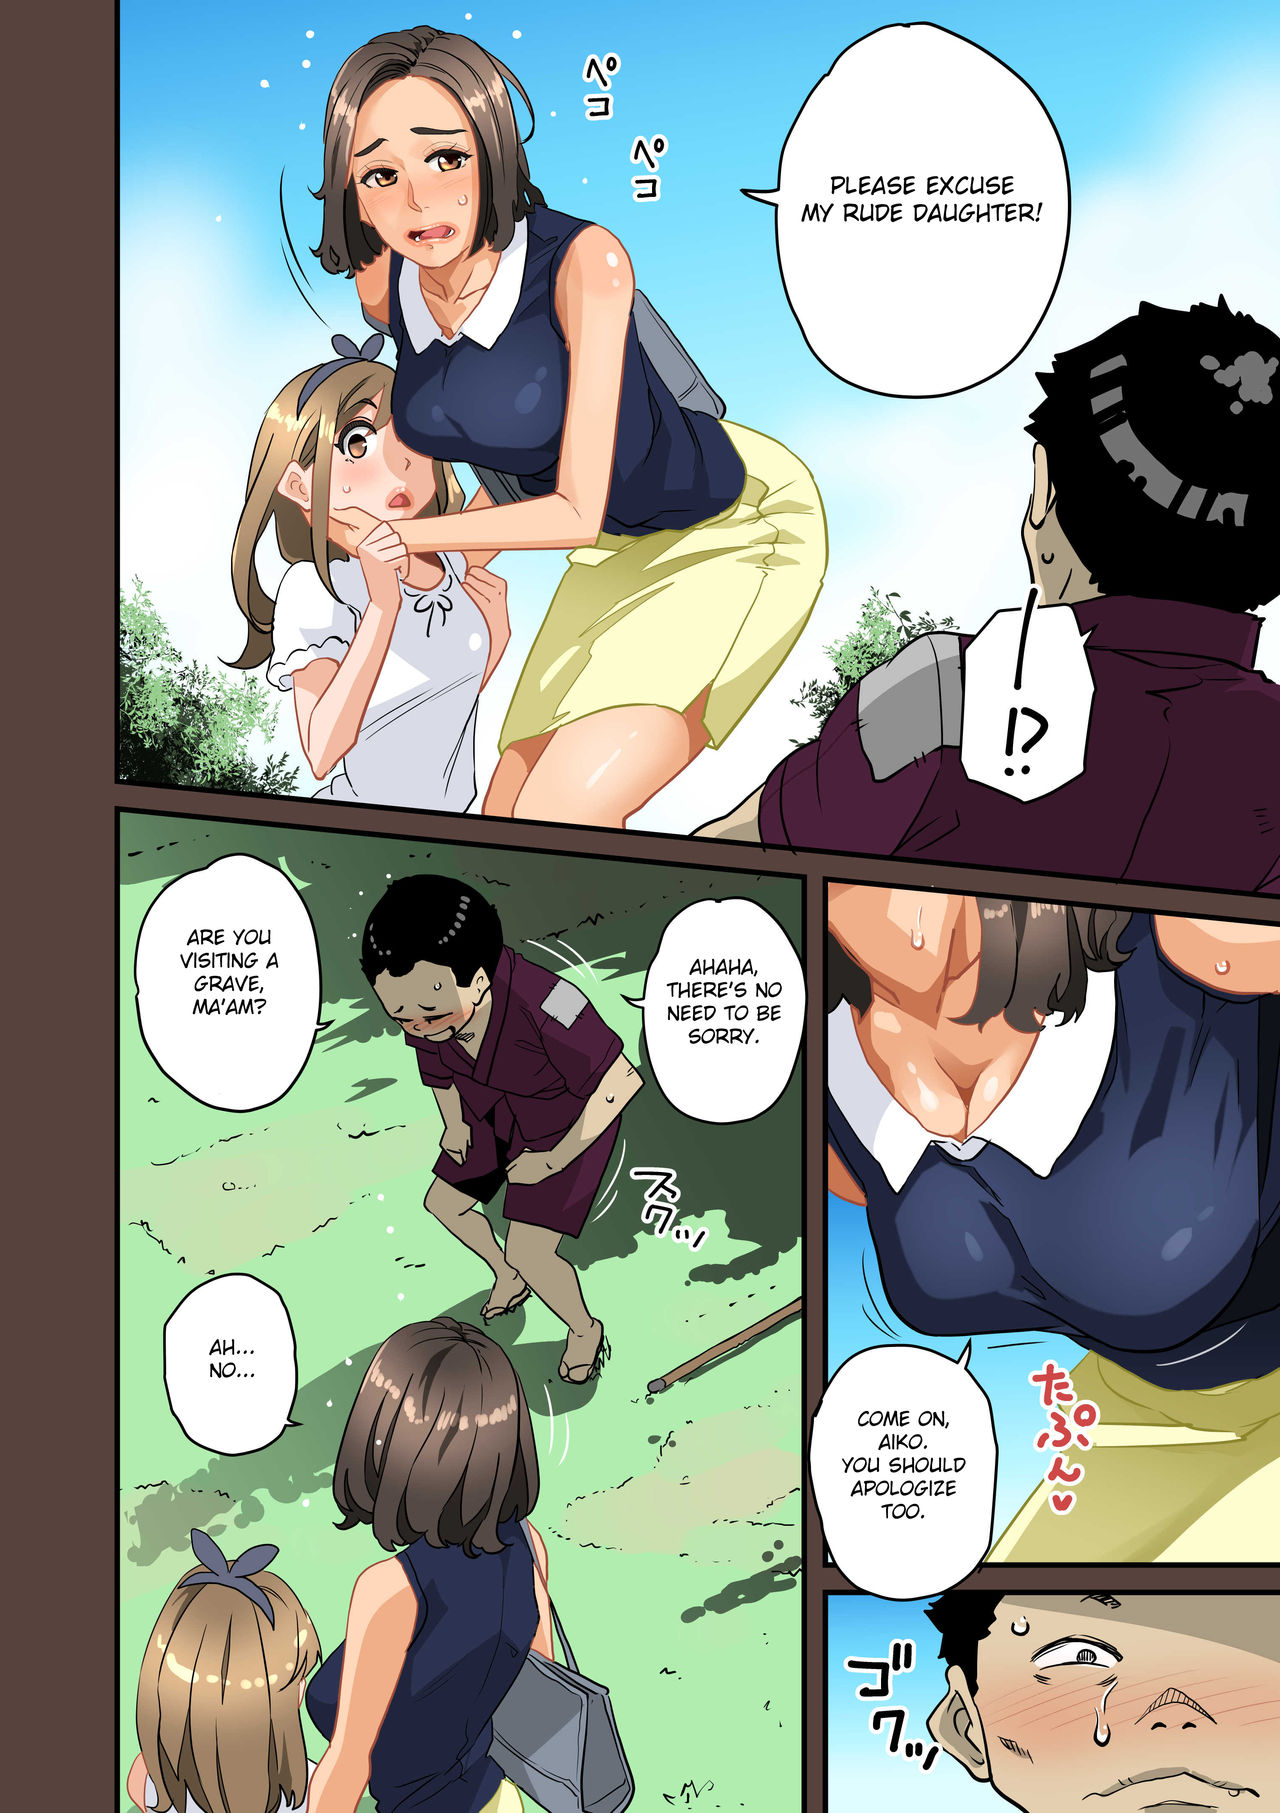 ペコ
ペコ
PLEASE EXCUSE
MY RUDE DAUGHTER!
!?
COME ON,
AIKO.
YOU SHOULD
APOLOGIZE
TOO.
たぷん♥
ゴクッ
AHAHA,
THERE'S NO
NEED TO BE
SORRY.
スクッ
ARE YOU
VISITING A
GRAVE,
MA'AM?
AH...
NO...